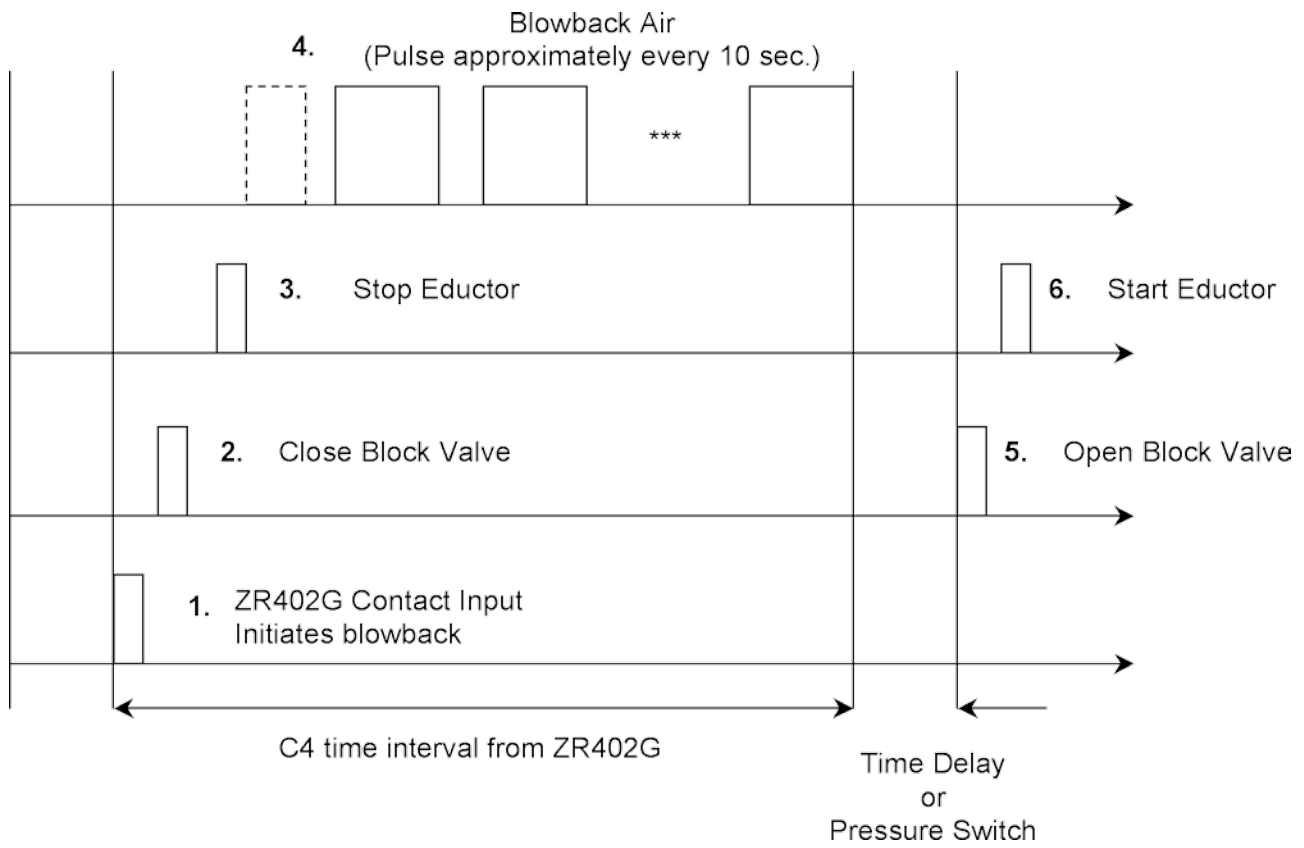 Blowback Air
4. (Pulse approximately every 10 sec.)
***
3. Stop Eductor
6. Start Eductor
2. Close Block Valve
5. Open Block Valve
1. ZR402G Contact Input
Initiates blowback
C4 time interval from ZR402G
Time Delay
or
Pressure Switch